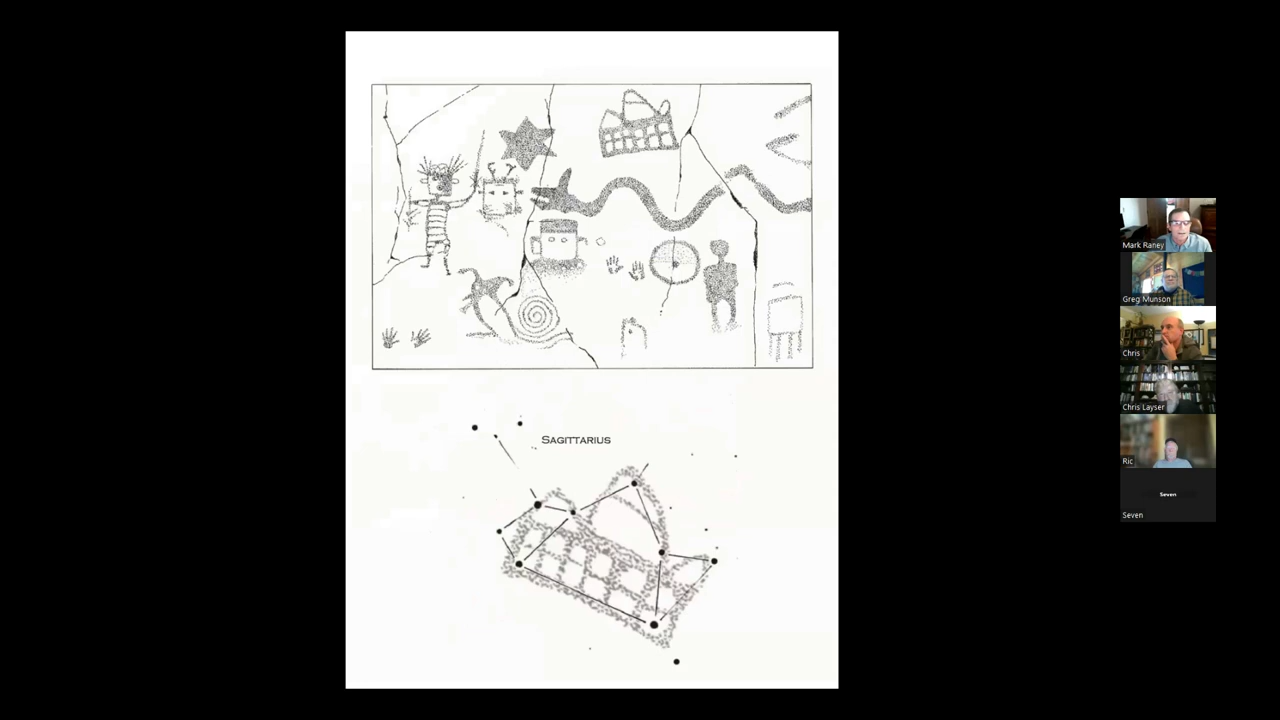 SAGITTARIUS
Mark Raney
Greg Munson
Chris
Chris Layser
Ric
Seven
Seven